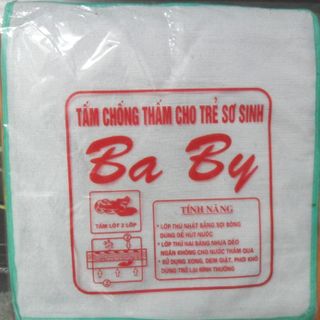 TẤM CHỐNG THẤM CHO TRẺ SƠ SINH
Ba By
TẤM LÓT 2 LỚP
TÍNH NĂNG
* LỚP THỨ NHẤT BẰNG SỢI BÔNG
DÙNG ĐỂ HÚT NƯỚC
* LỚP THỨ HAI BẰNG NHỰA DẺO
NGĂN KHÔNG CHO NƯỚC THẤM QUA
* SỬ DỤNG XONG, ĐEM GIẶT, PHƠI KHÔ
DÙNG TRỞ LẠI BÌNH THƯỜNG